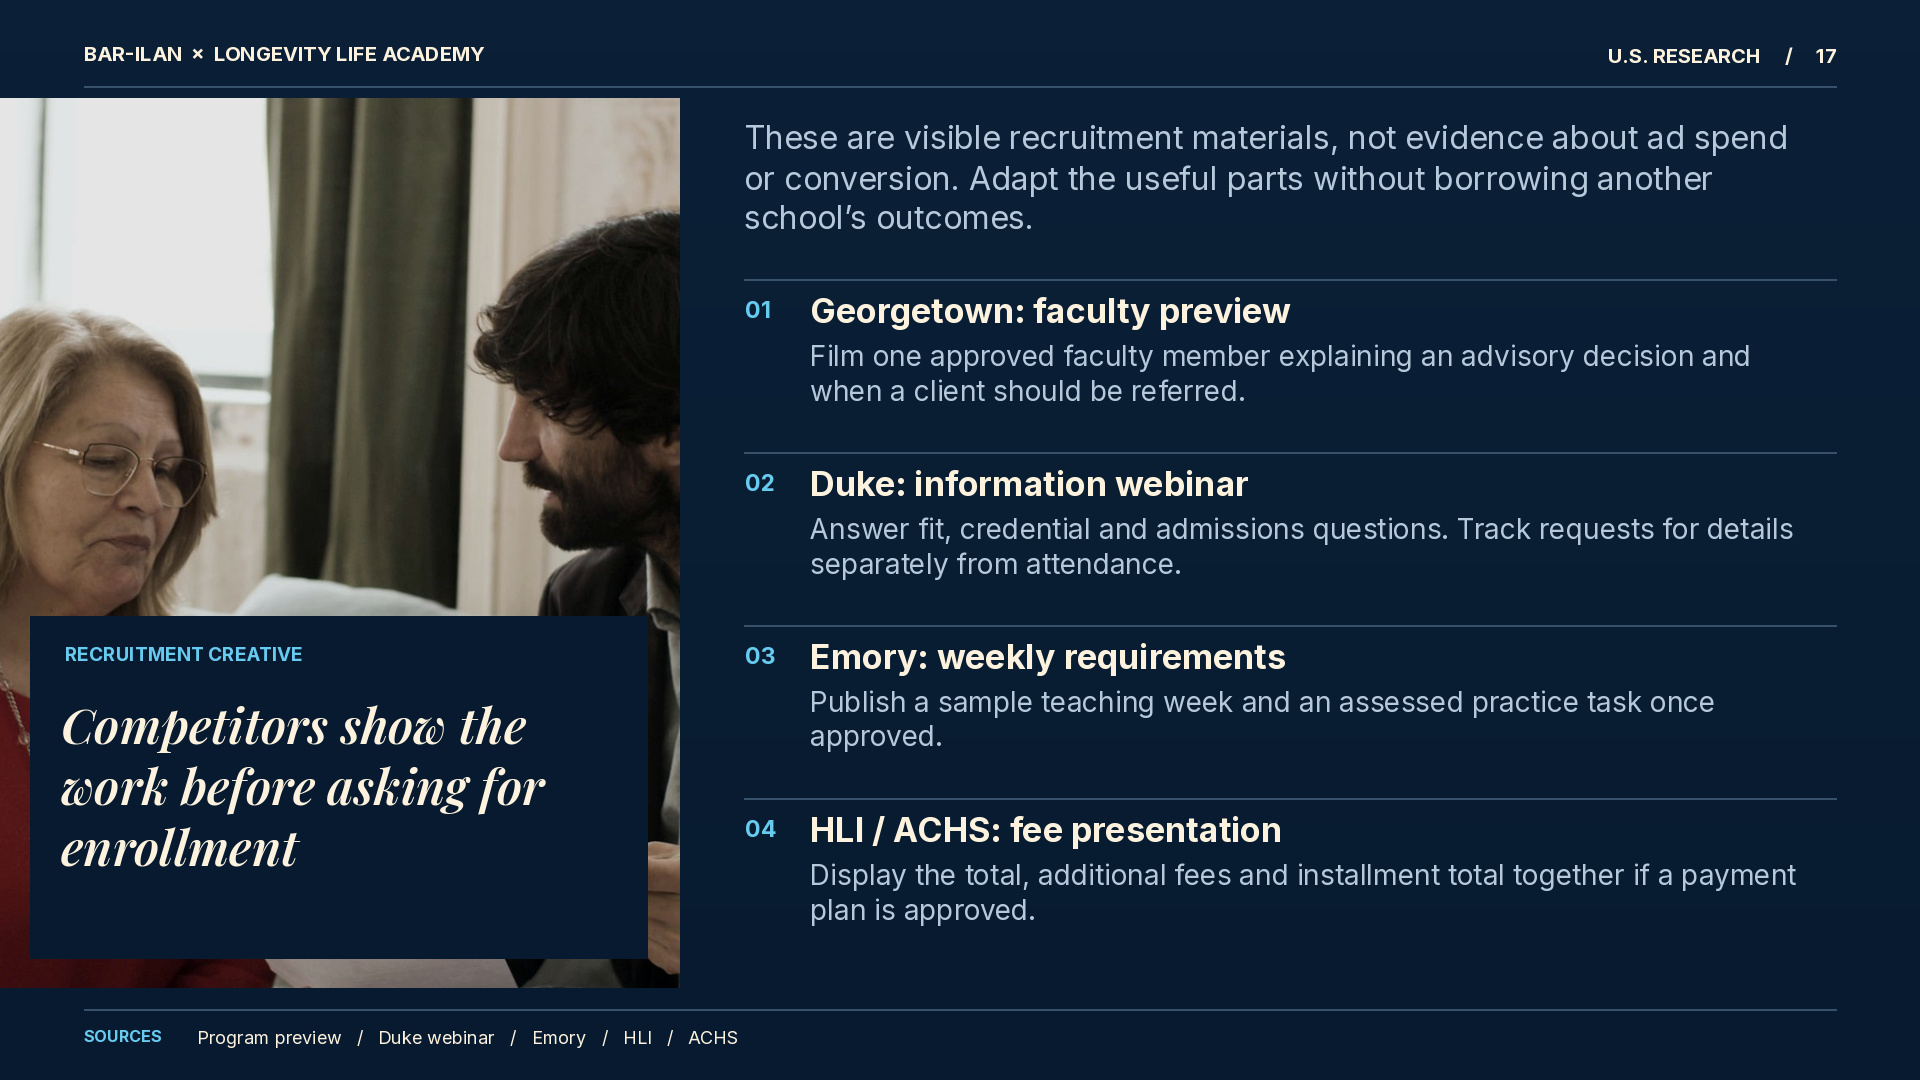 BAR-ILAN × LONGEVITY LIFE ACADEMY
U.S. RESEARCH / 17
RECRUITMENT CREATIVE
Competitors show the
work before asking for
enrollment
These are visible recruitment materials, not evidence about ad spend
or conversion. Adapt the useful parts without borrowing another
school’s outcomes.
01 Georgetown: faculty preview
Film one approved faculty member explaining an advisory decision and
when a client should be referred.
02 Duke: information webinar
Answer fit, credential and admissions questions. Track requests for details
separately from attendance.
03 Emory: weekly requirements
Publish a sample teaching week and an assessed practice task once
approved.
04 HLI / ACHS: fee presentation
Display the total, additional fees and installment total together if a payment
plan is approved.
SOURCES Program preview / Duke webinar / Emory / HLI / ACHS